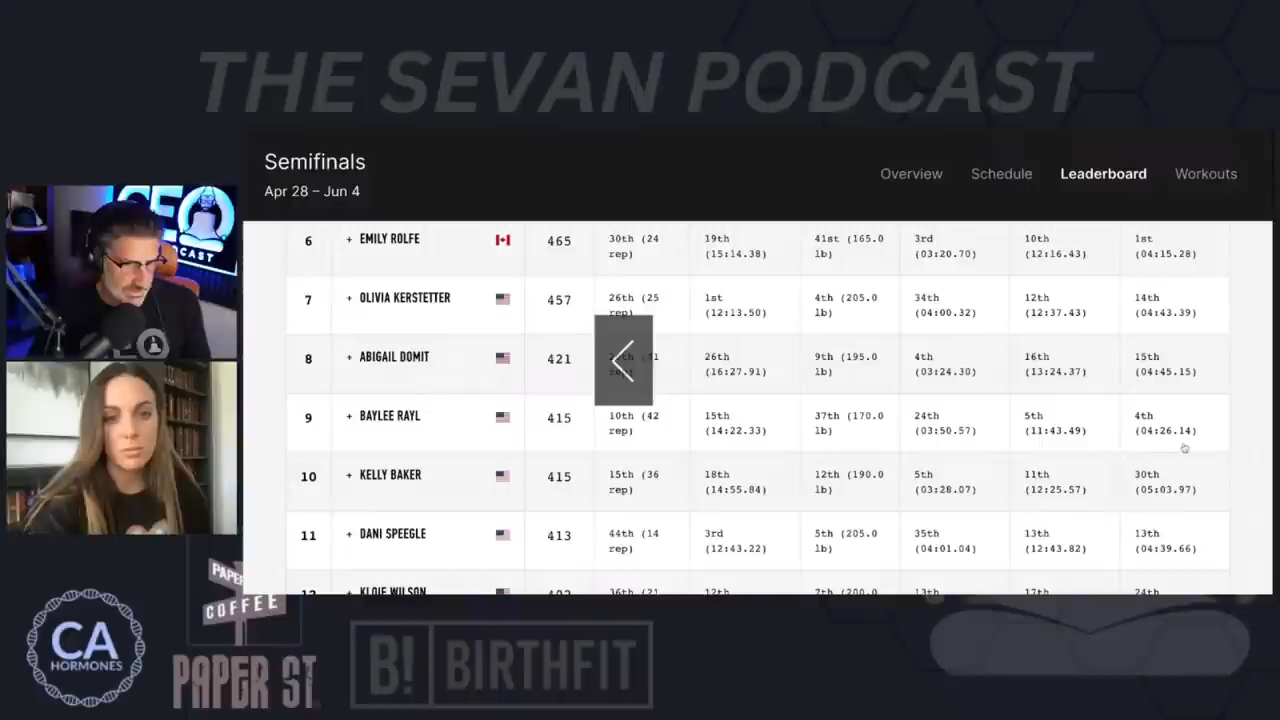 THE SEVAN PODCAST
Semifinals
Apr 28 – Jun 4
Overview Schedule Leaderboard Workouts
6 + EMILY ROLFE 465 30th (24 rep) 19th (15:14.38) 41st (165.0 lb) 3rd (03:20.70) 10th (12:16.43) 1st (04:15.28)
7 + OLIVIA KERSTETTER 457 26th (25 rep) 1st (12:13.50) 4th (205.0 lb) 34th (04:00.32) 12th (12:37.43) 14th (04:43.39)
8 + ABIGAIL DOMIT 421 26th (16:27.91) 9th (195.0 lb) 4th (03:24.30) 16th (13:24.37) 15th (04:45.15)
9 + BAYLEE RAYL 415 10th (42 rep) 15th (14:22.33) 37th (170.0 lb) 24th (03:50.57) 5th (11:43.49) 4th (04:26.14)
10 + KELLY BAKER 415 15th (36 rep) 18th (14:55.84) 12th (190.0 lb) 5th (03:28.07) 11th (12:25.57) 30th (05:03.97)
11 + DANI SPEEGLE 413 44th (14 rep) 3rd (12:43.22) 5th (205.0 lb) 35th (04:01.04) 13th (12:43.82) 13th (04:39.66)
KLOIE WILSON
CEO
CAST
CA
HORMONES
PAPER
COFFEE
PAPER ST.
B! BIRTHFIT